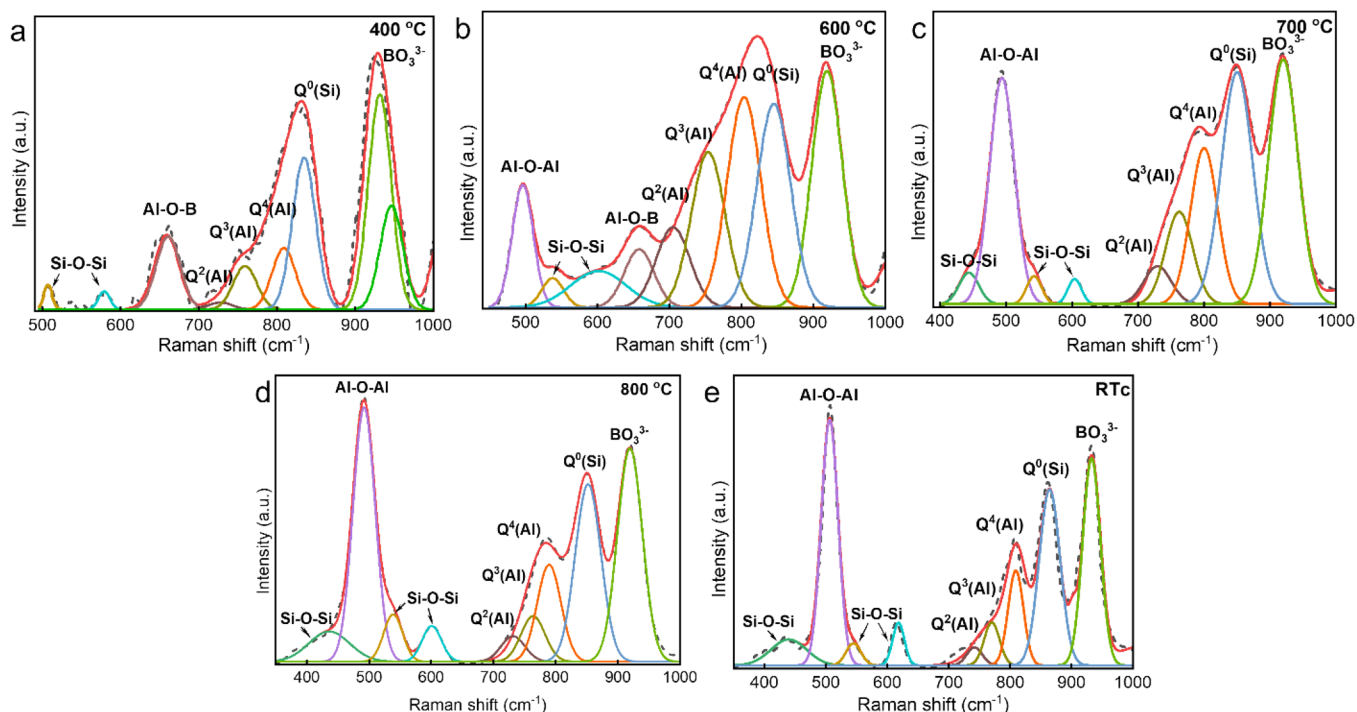 a
400 °C
BO₃³⁻
Q⁰(Si)
Al-O-B
Q³(Al)
Q⁴(Al)
Si-O-Si
Q²(Al)
Intensity (a.u.)
500 600 700 800 900 1000
Raman shift (cm⁻¹)
b
600 °C
Q⁴(Al)
Q⁰(Si)
BO₃³⁻
Q³(Al)
Al-O-Al
Q²(Al)
Al-O-B
Si-O-Si
Intensity (a.u.)
500 600 700 800 900 1000
Raman shift (cm⁻¹)
c
700 °C
Al-O-Al
Q⁰(Si)
BO₃³⁻
Q⁴(Al)
Q³(Al)
Q²(Al)
Si-O-Si
Si-O-Si
Intensity (a.u.)
400 500 600 700 800 900 1000
Raman shift (cm⁻¹)
d
800 °C
Al-O-Al
BO₃³⁻
Q⁰(Si)
Q⁴(Al)
Q³(Al)
Si-O-Si
Si-O-Si
Q²(Al)
Intensity (a.u.)
400 500 600 700 800 900 1000
Raman shift (cm⁻¹)
e
RTc
Al-O-Al
BO₃³⁻
Q⁰(Si)
Q⁴(Al)
Q³(Al)
Si-O-Si
Si-O-Si
Q²(Al)
Intensity (a.u.)
400 500 600 700 800 900 1000
Raman shift (cm⁻¹)